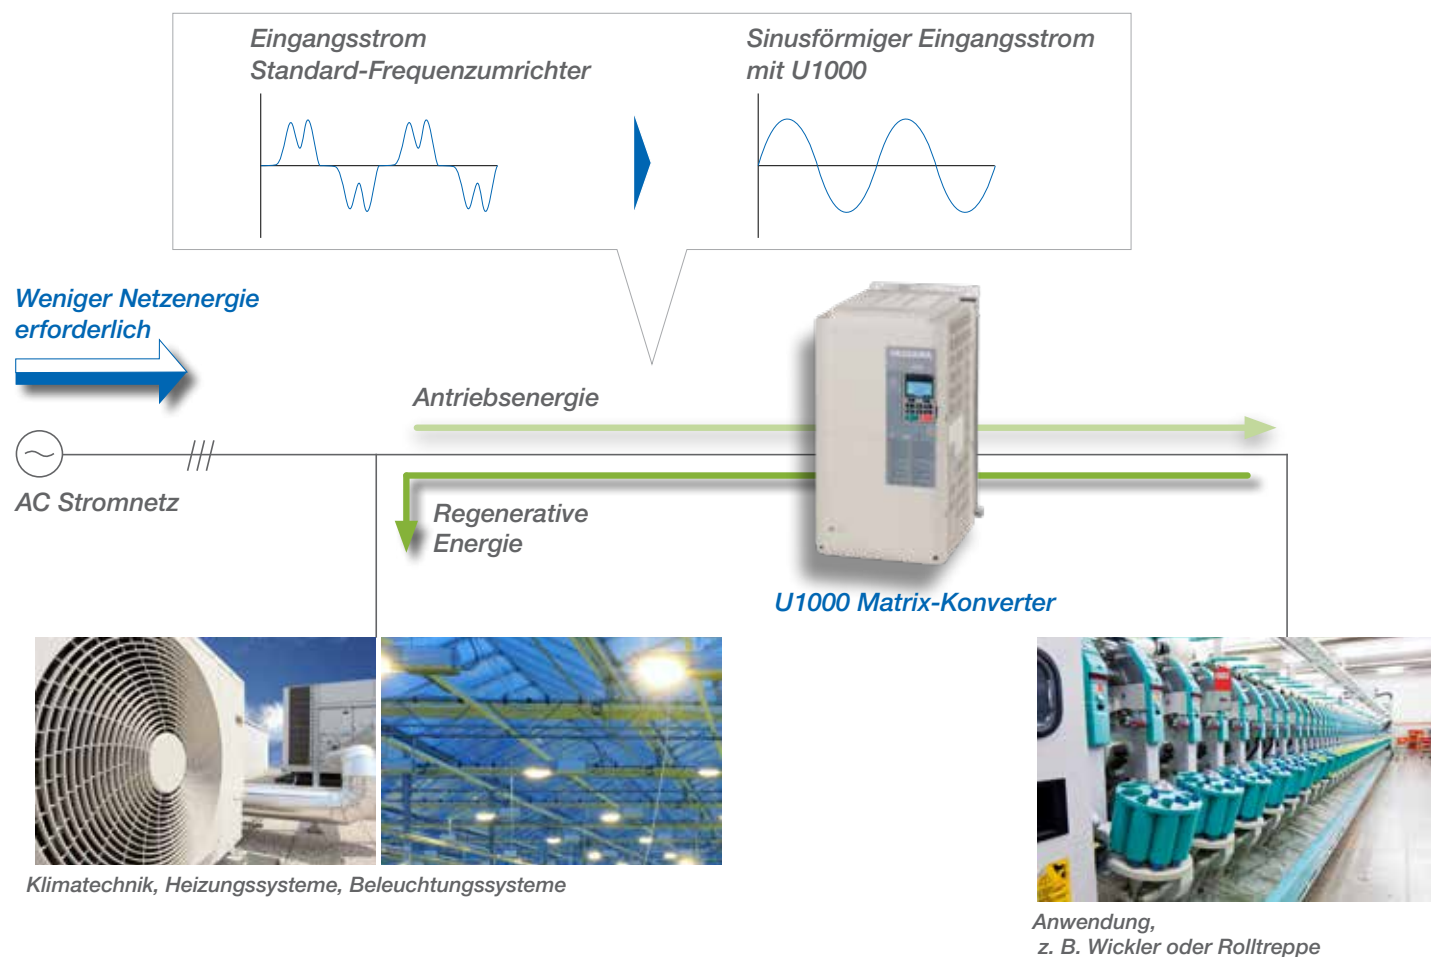 Eingangsstrom
Standard-Frequenzumrichter
Sinusförmiger Eingangsstrom
mit U1000
Weniger Netzenergie
erforderlich
Antriebsenergie
AC Stromnetz
Regenerative
Energie
YASKAWA
U1000 Matrix-Konverter
Klimatechnik, Heizungssysteme, Beleuchtungssysteme
Anwendung,
z. B. Wickler oder Rolltreppe